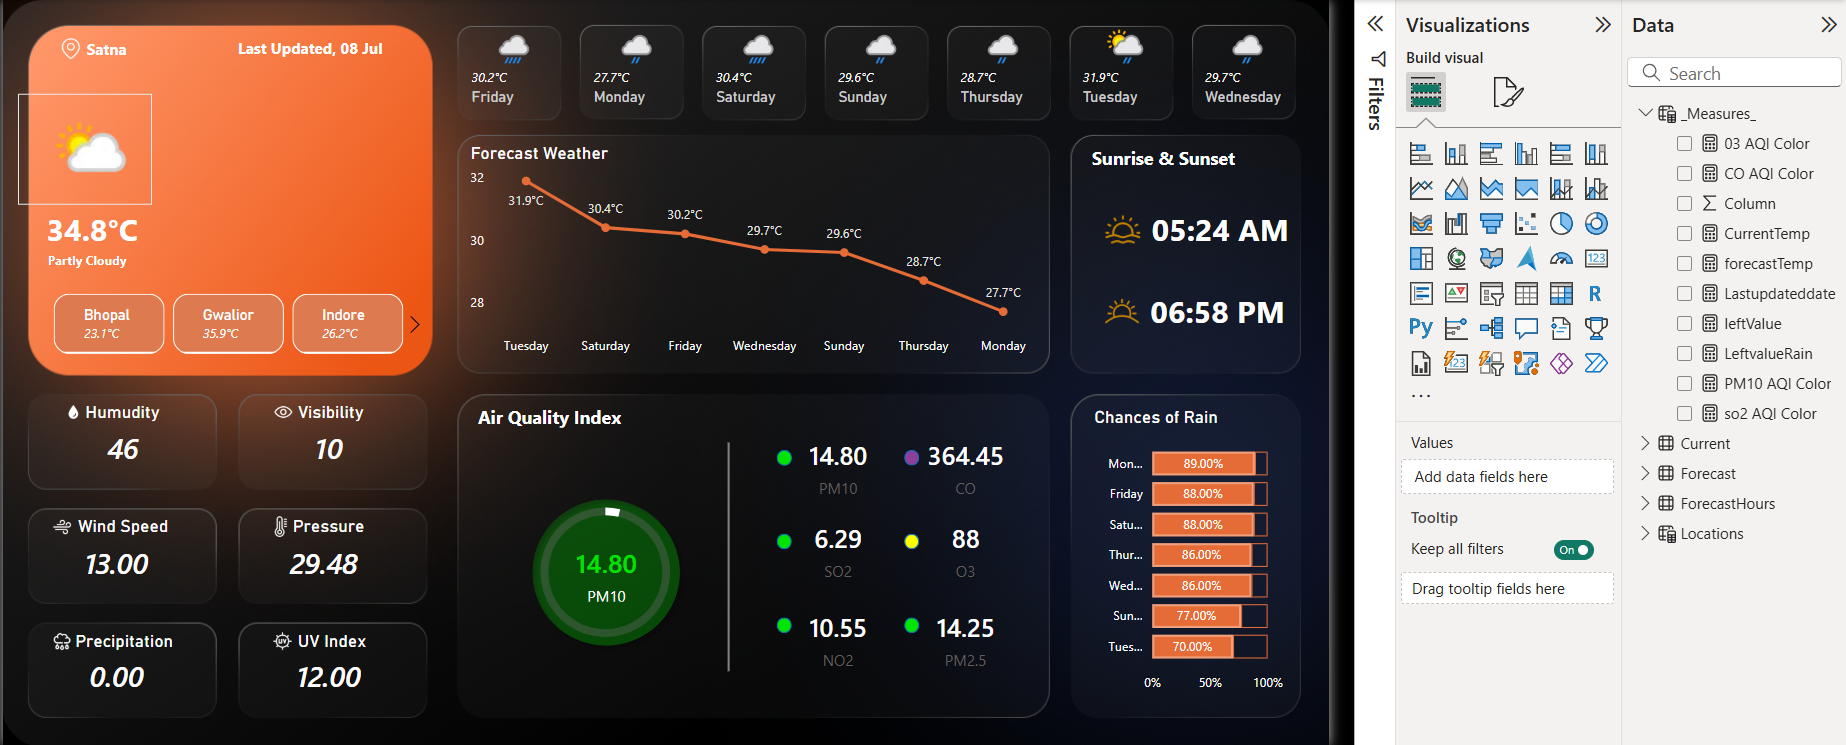 Satna
Last Updated, 08 Jul
34.8°C
Partly Cloudy
Bhopal
23.1°C
Gwalior
35.9°C
Indore
26.2°C
30.2°C
Friday
27.7°C
Monday
30.4°C
Saturday
29.6°C
Sunday
28.7°C
Thursday
31.9°C
Tuesday
29.7°C
Wednesday
Forecast Weather
32
30
28
31.9°C
30.4°C
30.2°C
29.7°C
29.6°C
28.7°C
27.7°C
Tuesday
Saturday
Friday
Wednesday
Sunday
Thursday
Monday
Sunrise & Sunset
05:24 AM
06:58 PM
Humudity
46
Visibility
10
Wind Speed
13.00
Pressure
29.48
Precipitation
0.00
UV
UV Index
12.00
Air Quality Index
14.80
PM10
14.80
PM10
364.45
CO
6.29
SO2
88
O3
10.55
NO2
14.25
PM2.5
Chances of Rain
Mon... 89.00%
Friday 88.00%
Satu... 88.00%
Thur... 86.00%
Wed... 86.00%
Sun... 77.00%
Tues... 70.00%
0% 50% 100%
Filters
Visualizations
Build visual
123
R
Py
123
...
Values
Add data fields here
Tooltip
Keep all filters
On
Drag tooltip fields here
Data
Search
_Measures_
03 AQI Color
CO AQI Color
Column
CurrentTemp
forecastTemp
Lastupdateddate
leftValue
LeftvalueRain
PM10 AQI Color
so2 AQI Color
Current
Forecast
ForecastHours
Locations